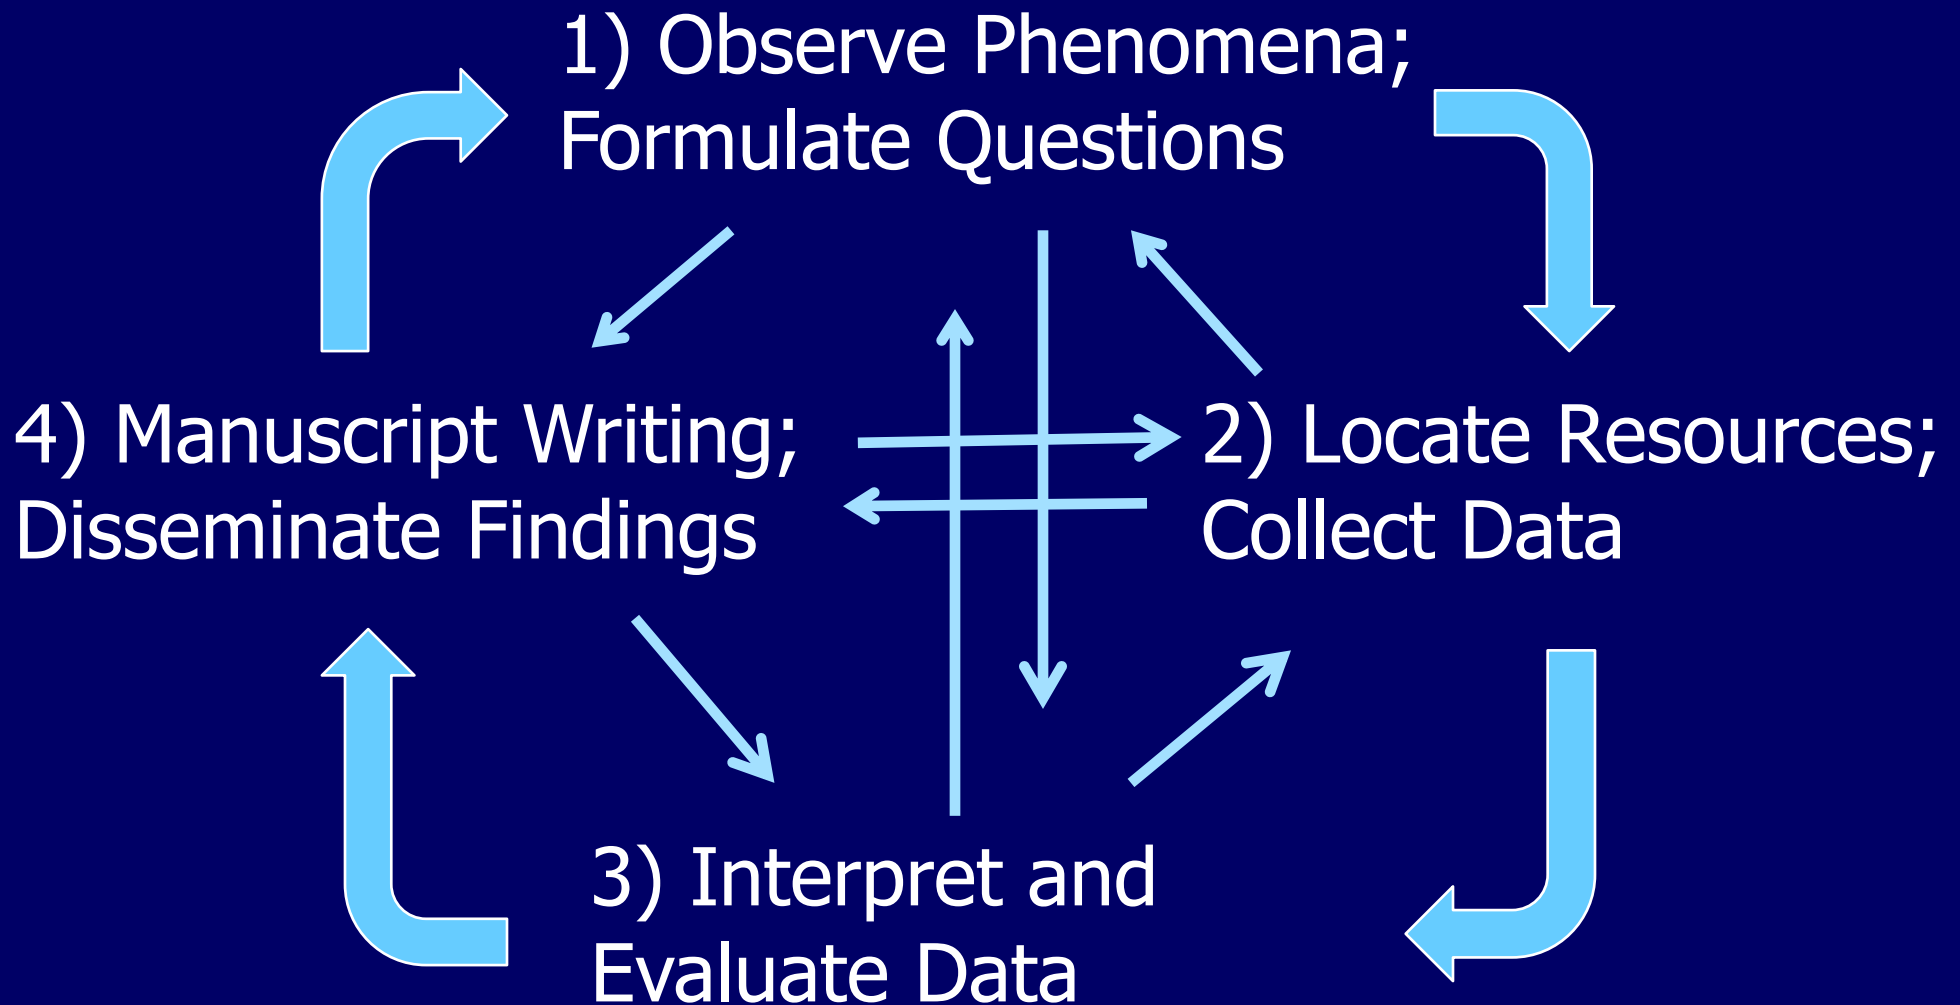 1) Observe Phenomena;
Formulate Questions
2) Locate Resources;
Collect Data
3) Interpret and
Evaluate Data
4) Manuscript Writing;
Disseminate Findings